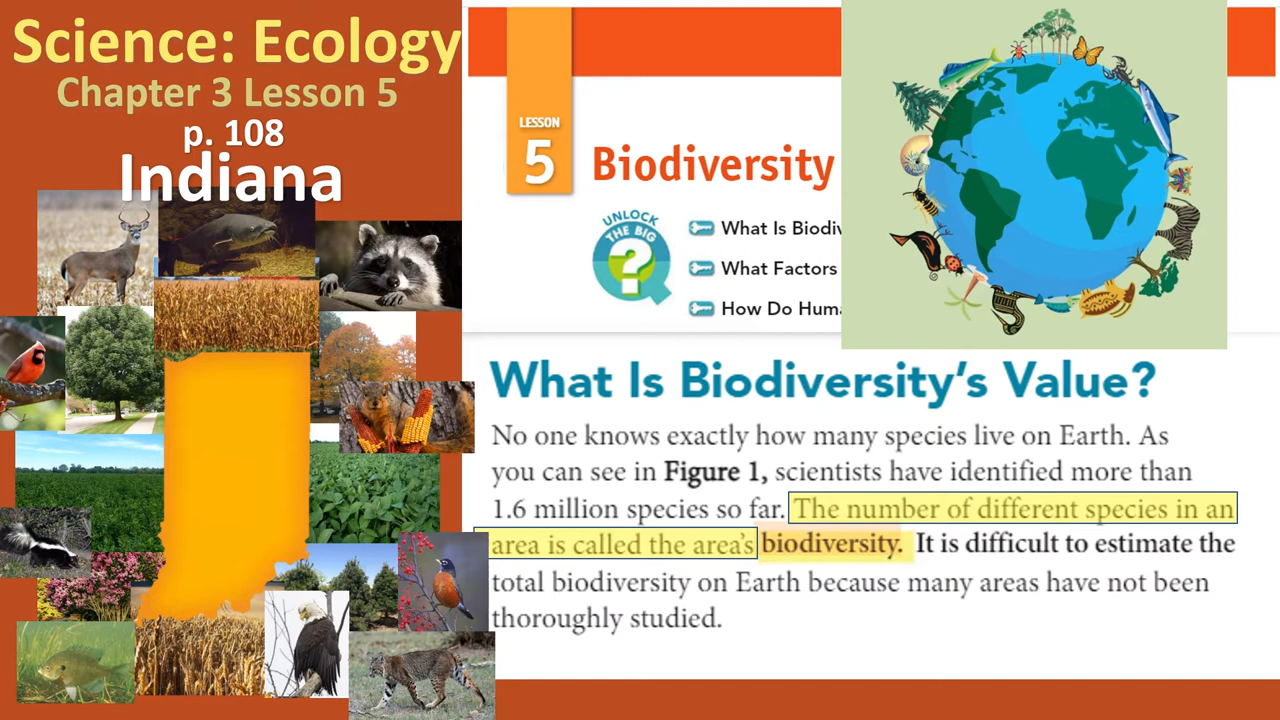 Science: Ecology
Chapter 3 Lesson 5
p. 108
Indiana
LESSON
5
Biodiversity
UNLOCK
THE BIG
?
What Is
What Factors
How Do
What Is Biodiversity's Value?
No one knows exactly how many species live on Earth. As
you can see in Figure 1, scientists have identified more than
1.6 million species so far. The number of different species in an
area is called the area's biodiversity. It is difficult to estimate the
total biodiversity on Earth because many areas have not been
thoroughly studied.